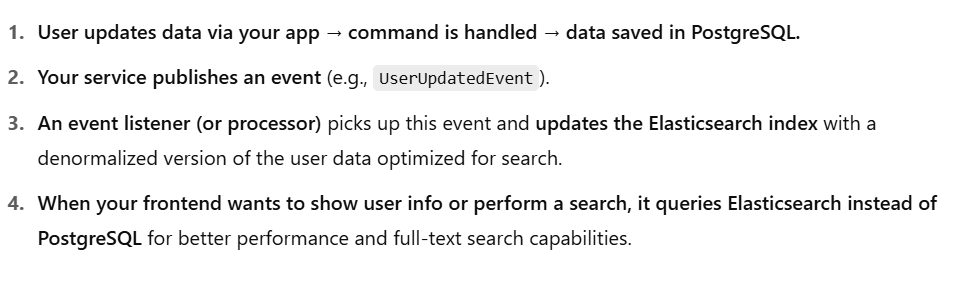 1. User updates data via your app → command is handled → data saved in PostgreSQL.
2. Your service publishes an event (e.g., UserUpdatedEvent).
3. An event listener (or processor) picks up this event and updates the Elasticsearch index with a
denormalized version of the user data optimized for search.
4. When your frontend wants to show user info or perform a search, it queries Elasticsearch instead of
PostgreSQL for better performance and full-text search capabilities.